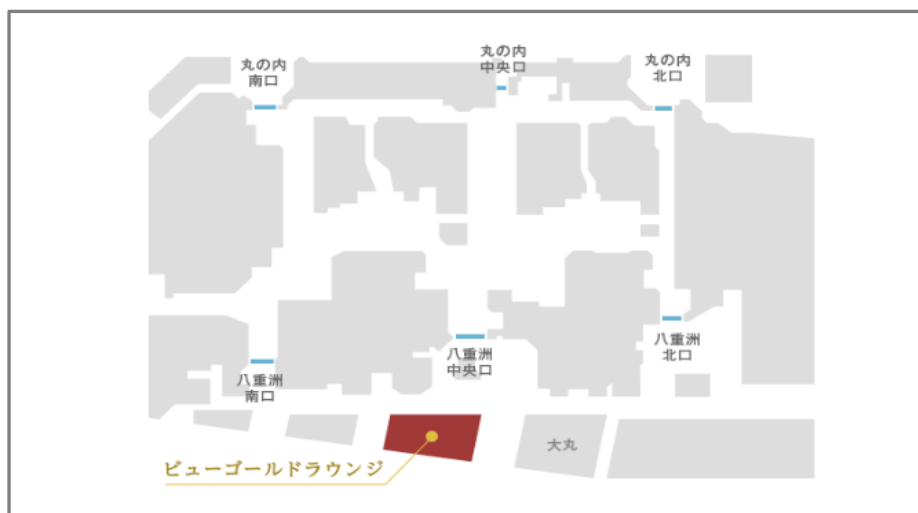 丸の内
南口
丸の内
中央口
丸の内
北口
八重洲
南口
八重洲
中央口
八重洲
北口
大丸
ビューゴールドラウンジ